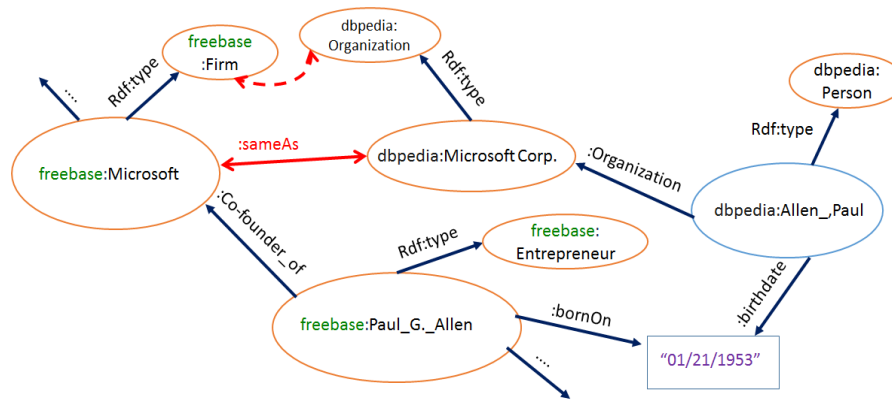 freebase
:Firm
dbpedia:
Organization
Rdf:type
....
Rdf:type
dbpedia:
Person
Rdf:type
:sameAs
freebase:Microsoft
dbpedia:Microsoft Corp.
:Organization
dbpedia:Allen_,Paul
:Co-founder_of
Rdf:type
freebase:
Entrepreneur
:birthdate
freebase:Paul_G._Allen
:bornOn
....
“01/21/1953”